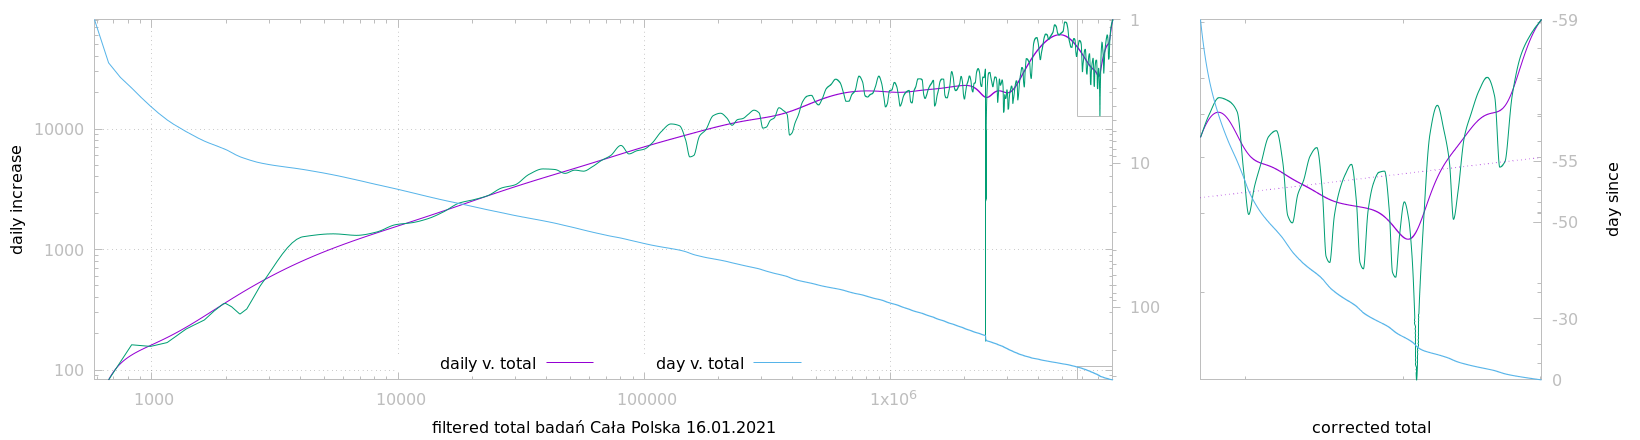 daily increase
10000
1000
100
1000
10000
100000
1x10⁶
1
10
100
daily v. total
day v. total
filtered total badań Cała Polska 16.01.2021
-59
-55
-50
-30
0
day since
corrected total